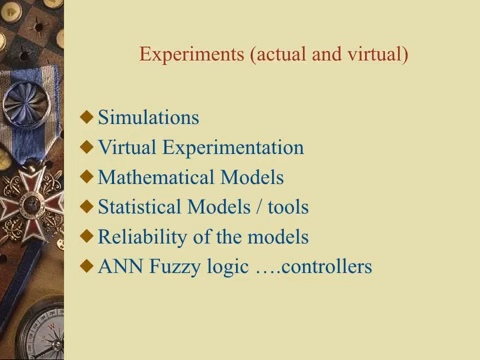 Experiments (actual and virtual)
Simulations
Virtual Experimentation
Mathematical Models
Statistical Models / tools
Reliability of the models
ANN Fuzzy logic ….controllers